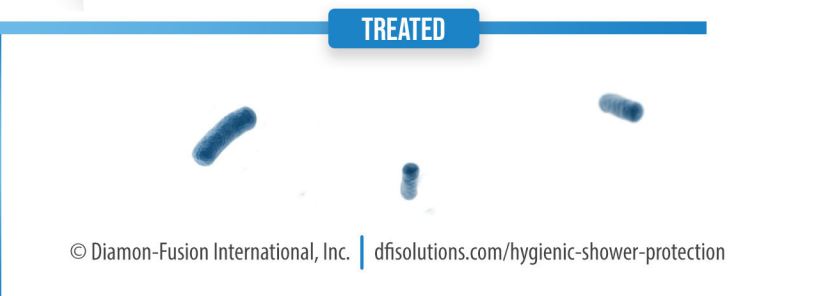 TREATED
© Diamon-Fusion International, Inc. | dfisolutions.com/hygienic-shower-protection